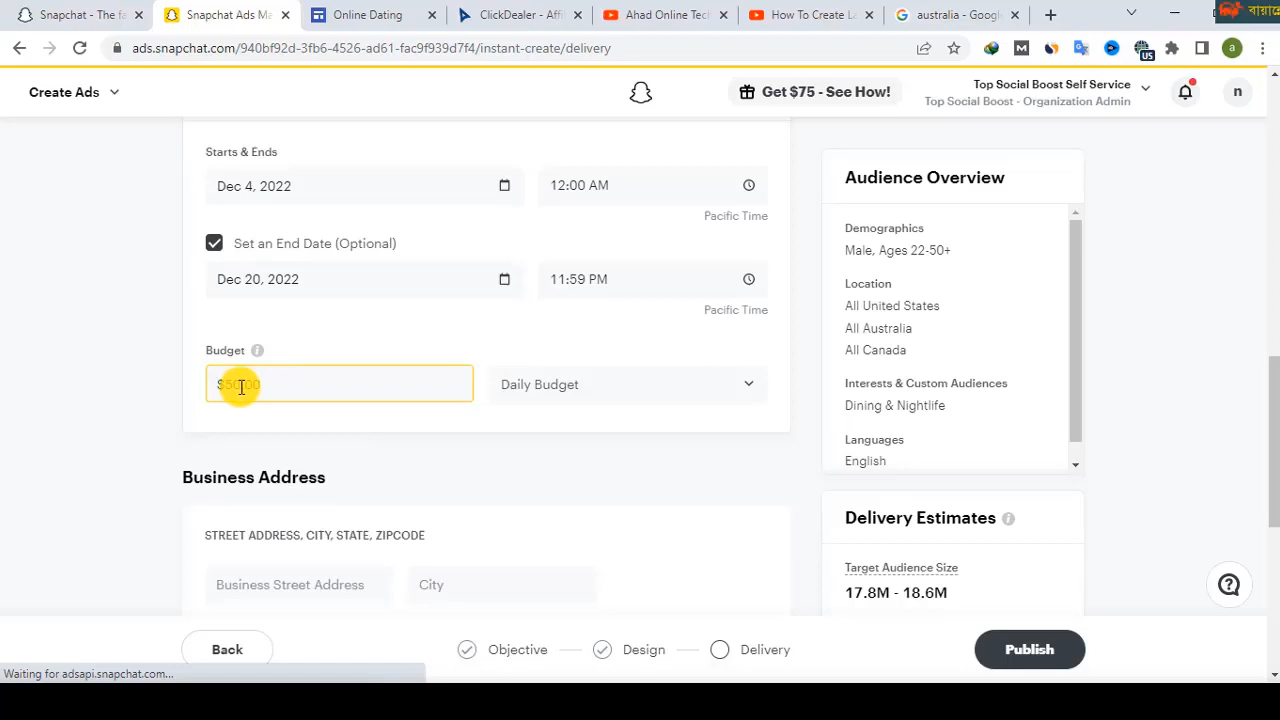 Snapchat - The fa
Snapchat Ads Ma
Online Dating
ClickDealer - Affi
Ahad Online Tec
How To Create La
australia - Googl
ads.snapchat.com/940bf92d-3fb6-4526-ad61-fac9f939d7f4/instant-create/delivery
US
a
Create Ads
Get $75 - See How!
Top Social Boost Self Service
Top Social Boost - Organization Admin
n
Starts & Ends
Dec 4, 2022
12:00 AM
Pacific Time
Set an End Date (Optional)
Dec 20, 2022
11:59 PM
Pacific Time
Budget
$50.00
Daily Budget
Business Address
STREET ADDRESS, CITY, STATE, ZIPCODE
Business Street Address
City
Audience Overview
Demographics
Male, Ages 22-50+
Location
All United States
All Australia
All Canada
Interests & Custom Audiences
Dining & Nightlife
Languages
English
Delivery Estimates
Target Audience Size
17.8M - 18.6M
Back
Objective
Design
Delivery
Publish
Waiting for adsapi.snapchat.com...